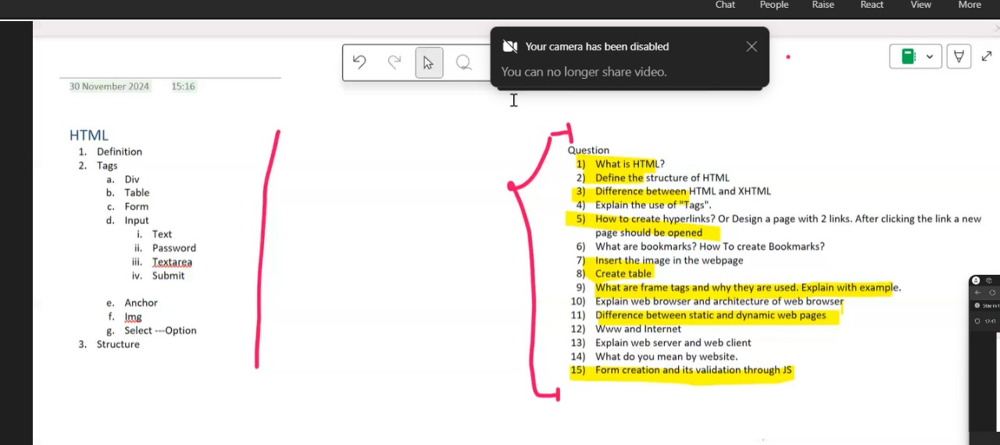 Chat People Raise React View More
Your camera has been disabled
You can no longer share video.
30 November 2024 15:16
HTML
1. Definition
2. Tags
a. Div
b. Table
c. Form
d. Input
i. Text
ii. Password
iii. Textarea
iv. Submit
e. Anchor
f. Img
g. Select ---Option
3. Structure
Question
1) What is HTML?
2) Define the structure of HTML
3) Difference between HTML and XHTML
4) Explain the use of "Tags".
5) How to create hyperlinks? Or Design a page with 2 links. After clicking the link a new
page should be opened
6) What are bookmarks? How To create Bookmarks?
7) Insert the image in the webpage
8) Create table
9) What are frame tags and why they are used. Explain with example.
10) Explain web browser and architecture of web browser
11) Difference between static and dynamic web pages
12) Www and Internet
13) Explain web server and web client
14) What do you mean by website.
15) Form creation and its validation through JS